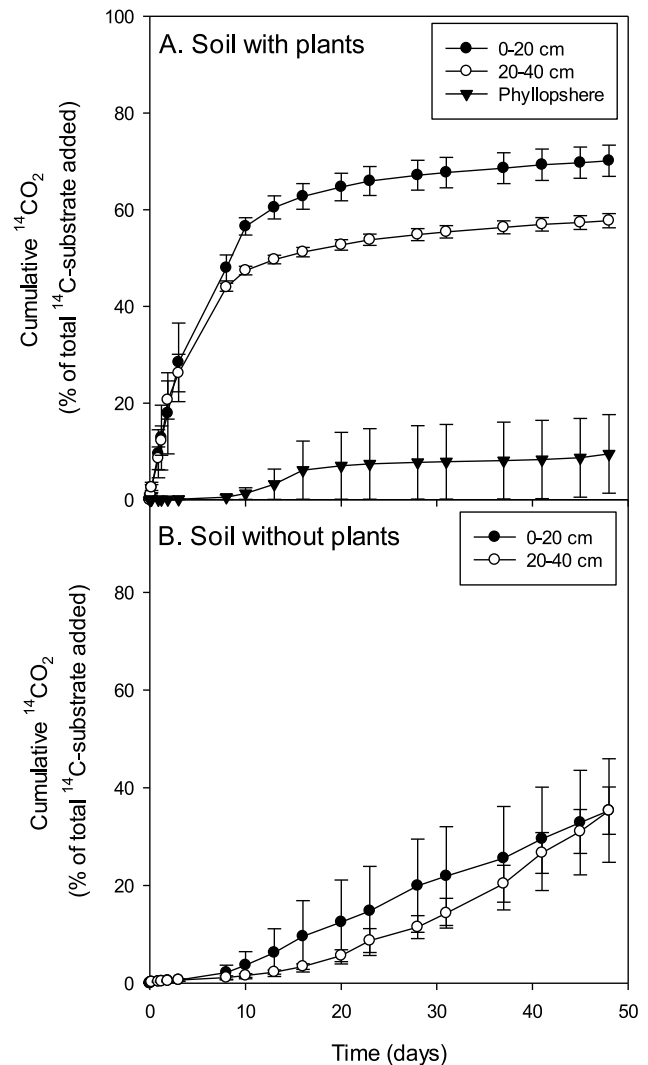 A. Soil with plants
0-20 cm
20-40 cm
Phyllopshere
100
80
60
40
20
0
Cumulative ¹⁴CO₂
(% of total ¹⁴C-substrate added)
B. Soil without plants
0-20 cm
20-40 cm
80
60
40
20
0
Cumulative ¹⁴CO₂
(% of total ¹⁴C-substrate added)
0 10 20 30 40 50
Time (days)